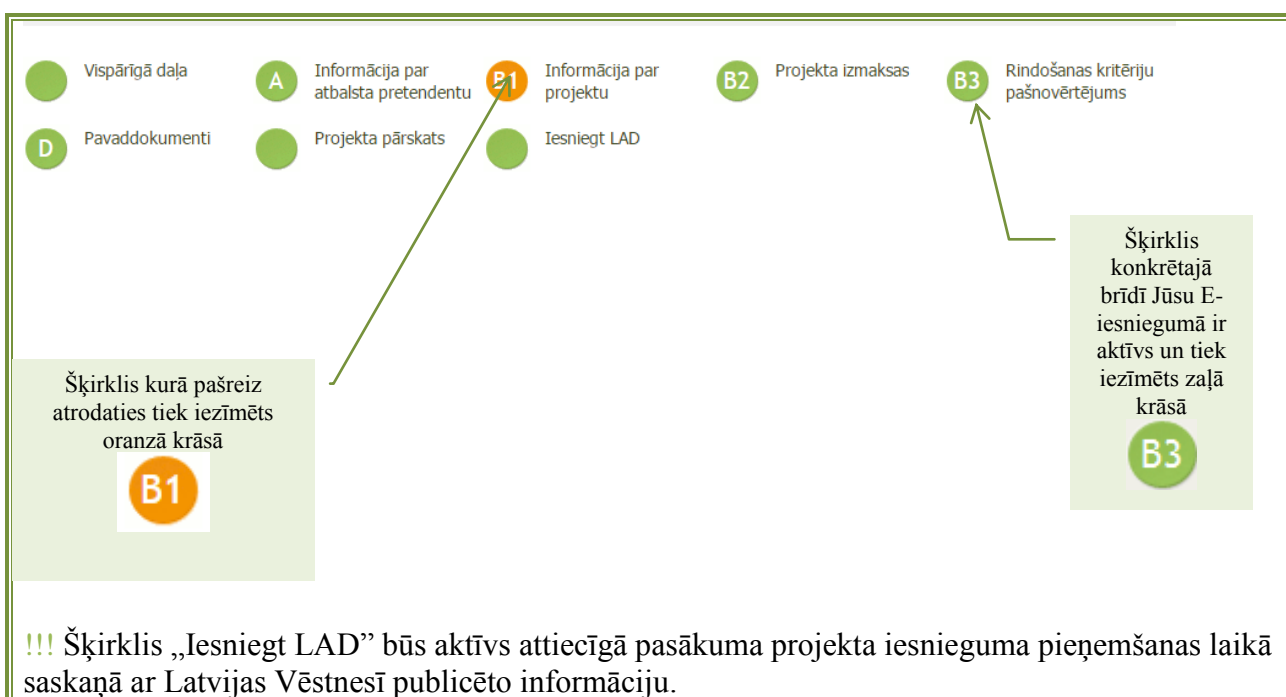 Vispārīgā daļa
A Informācija par
atbalsta pretendentu
B1 Informācija par
projektu
B2 Projekta izmaksas
B3 Rindošanas kritēriju
pašnovērtējums
D Pavaddokumenti
Projekta pārskats
Iesniegt LAD
Šķirklis
konkrētajā
brīdī Jūsu E-
iesniegumā ir
aktīvs un tiek
iezīmēts zaļā
krāsā
B3
Šķirklis kurā pašreiz
atrodaties tiek iezīmēts
oranžā krāsā
B1
!!! Šķirklis „Iesniegt LAD” būs aktīvs attiecīgā pasākuma projekta iesnieguma pieņemšanas laikā
saskaņā ar Latvijas Vēstnesī publicēto informāciju.